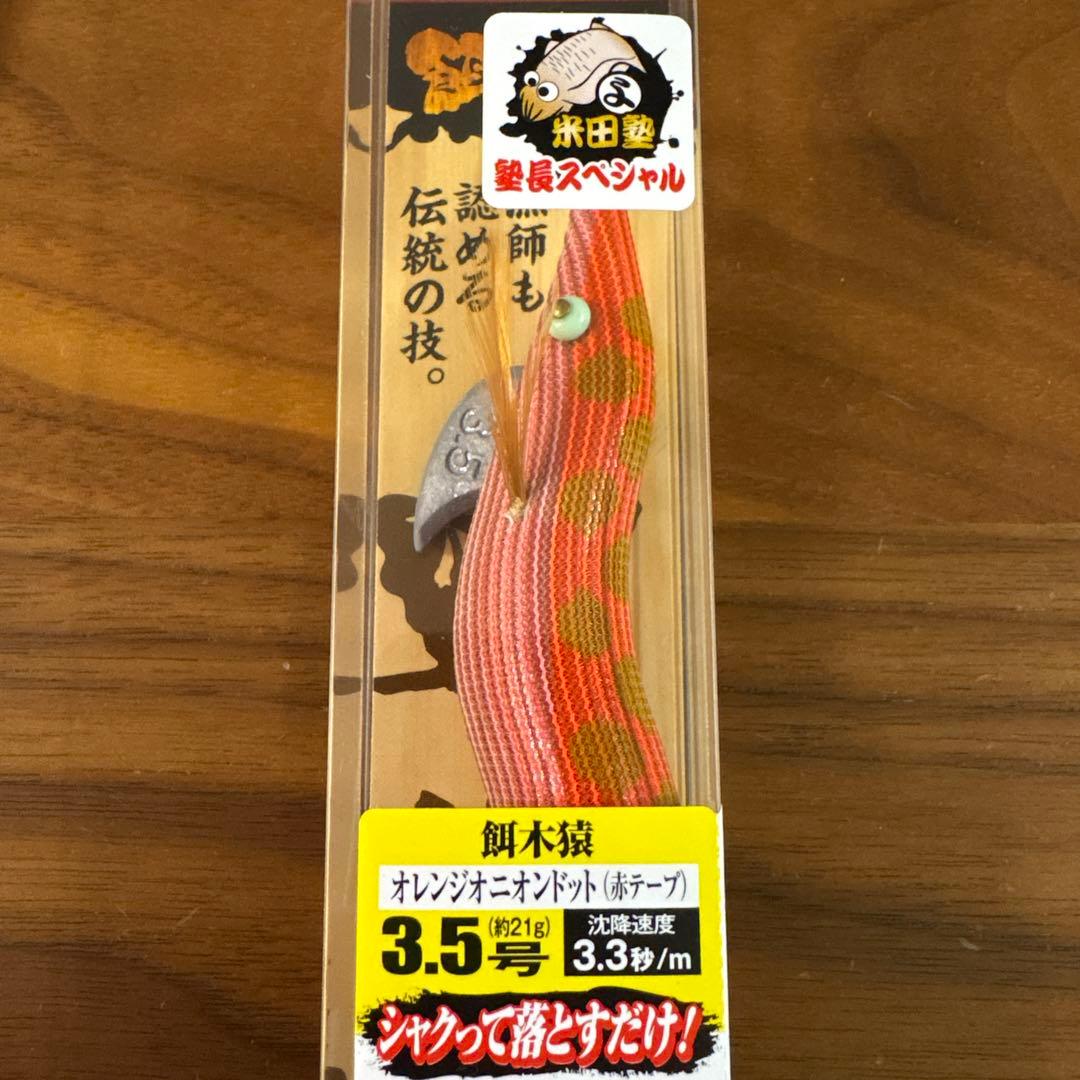 よ
米田塾
塾長スペシャル
漁師も
認める
伝統の技。
3.5
餌木猿
オレンジオニオンドット(赤テープ)
3.5号(約21g)
沈降速度
3.3秒/m
シャクって落とすだけ!